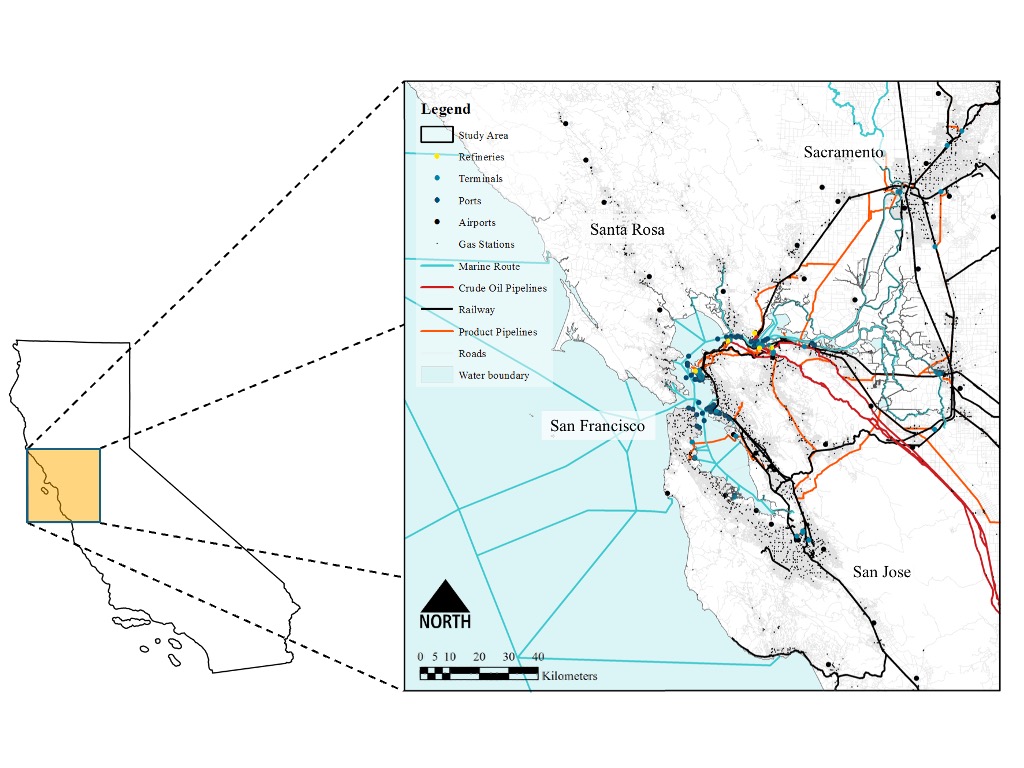 Legend
Study Area
Refineries
Terminals
Ports
Airports
Gas Stations
Marine Route
Crude Oil Pipelines
Railway
Product Pipelines
Roads
Water boundary
Sacramento
Santa Rosa
San Francisco
San Jose
NORTH
0 5 10 20 30 40
Kilometers